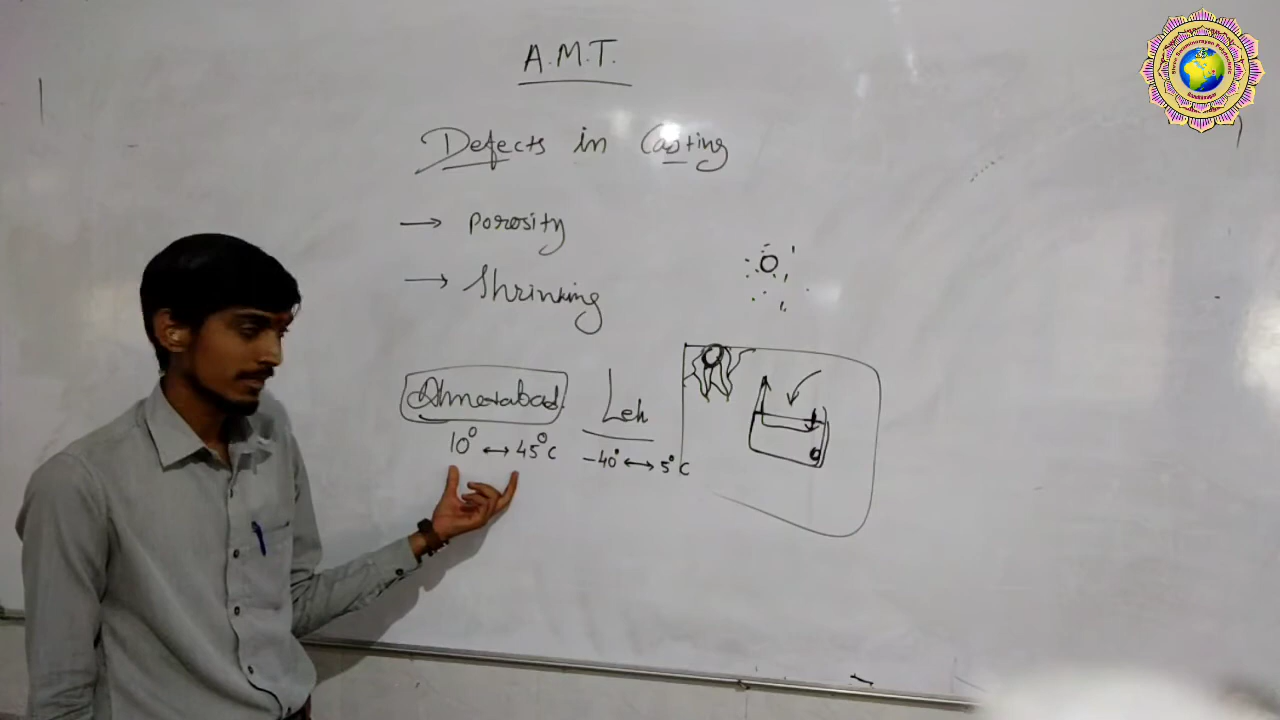 A.M.T.
Defects in Casting
→ Porosity
→ Shrinking
Ahmedabad Leh
10° ↔ 45°C -40° ↔ 5°C